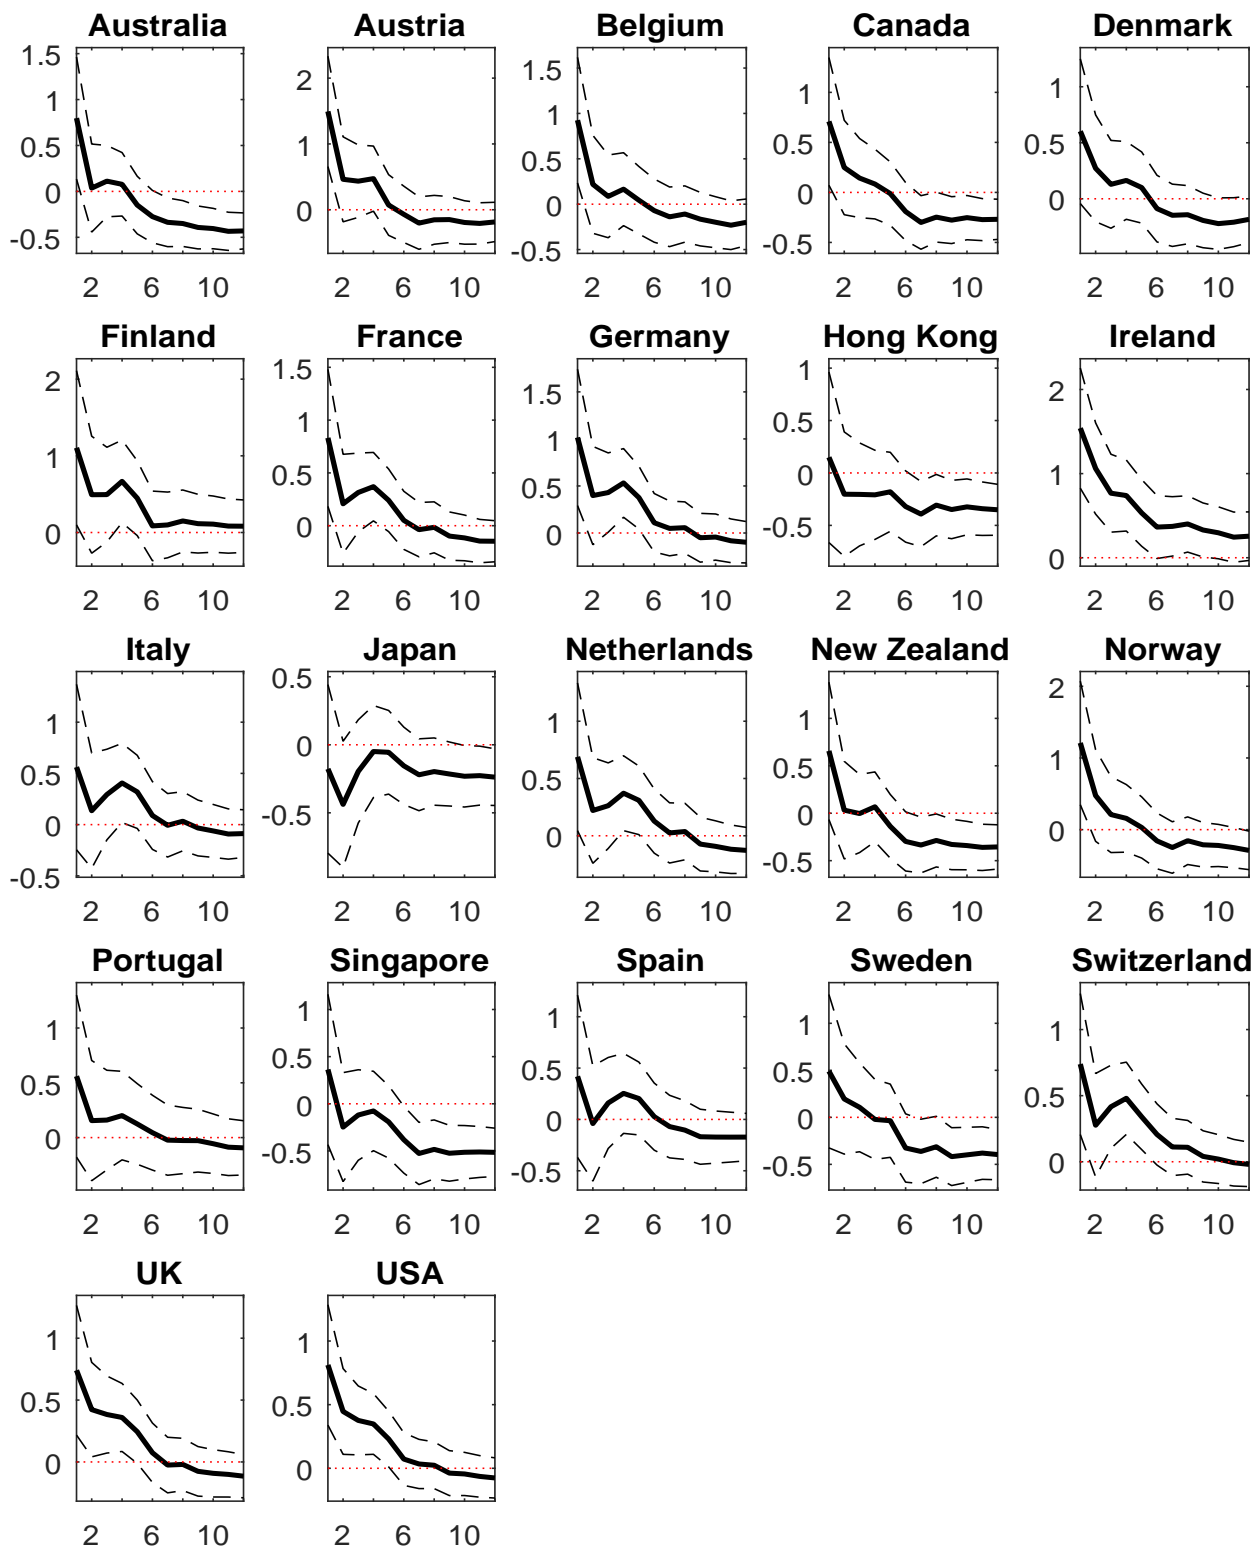 Australia Austria Belgium Canada Denmark
1.5 1 0.5 0 -0.5 2 1 0 1.5 1 0.5 0 -0.5 1 0.5 0 -0.5 1 0.5 0
2 6 10 2 6 10 2 6 10 2 6 10 2 6 10
Finland France Germany Hong Kong Ireland
2 1 0 1.5 1 0.5 0 1.5 1 0.5 0 1 0.5 0 -0.5 2 1 0
2 6 10 2 6 10 2 6 10 2 6 10 2 6 10
Italy Japan Netherlands New Zealand Norway
1 0.5 0 -0.5 0.5 0 -0.5 1 0.5 0 1 0.5 0 -0.5 2 1 0
2 6 10 2 6 10 2 6 10 2 6 10 2 6 10
Portugal Singapore Spain Sweden Switzerland
1 0.5 0 1 0.5 0 -0.5 1 0.5 0 -0.5 1 0.5 0 -0.5 0.5 0
2 6 10 2 6 10 2 6 10 2 6 10 2 6 10
UK USA
1 0.5 0 1 0.5 0
2 6 10 2 6 10